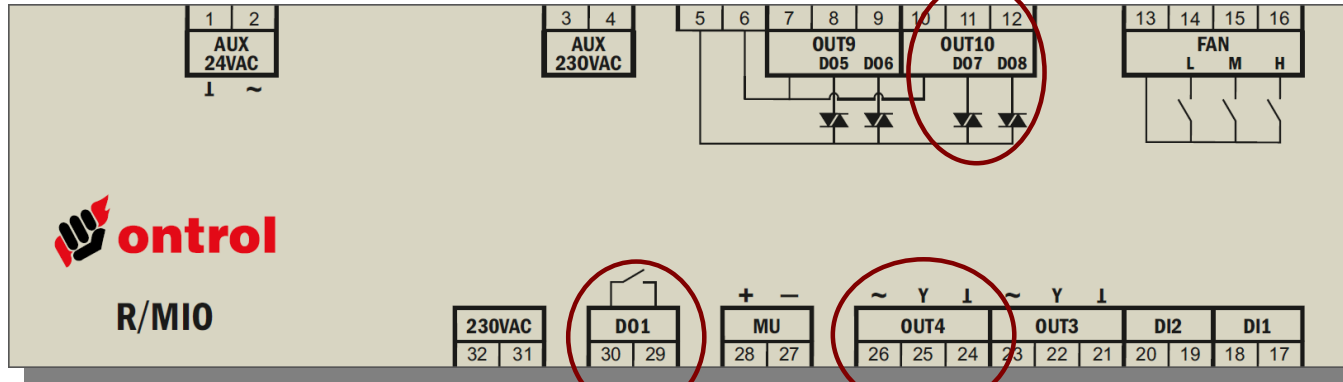 1 2 3 4 5 6 7 8 9 10 11 12 13 14 15 16
AUX AUX OUT9 OUT10 FAN
24VAC 230VAC DO5 DO6 DO7 DO8 L M H
⊥ ~
ontrol
R/MIO
+ — ~ Y ⊥ ~ Y ⊥
230VAC DO1 MU OUT4 OUT3 DI2 DI1
32 31 30 29 28 27 26 25 24 23 22 21 20 19 18 17